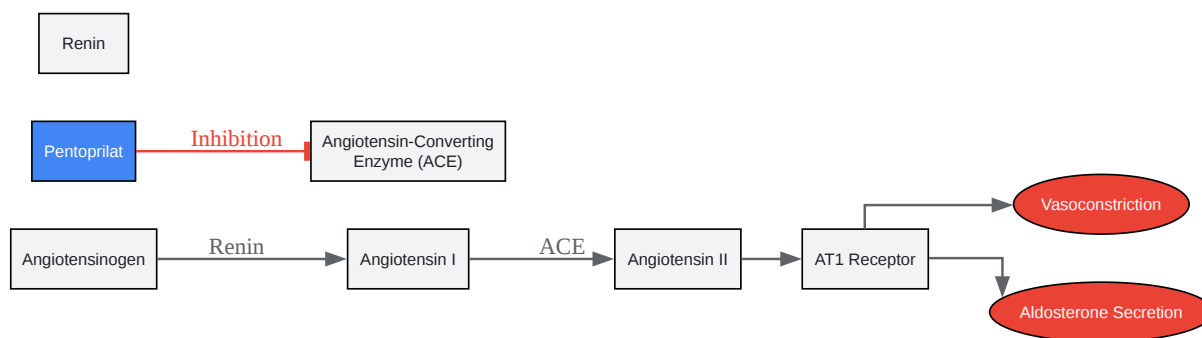 Renin
Pentoprilat
Inhibition
Angiotensin-Converting
Enzyme (ACE)
Vasoconstriction
Angiotensinogen
Renin
Angiotensin I
ACE
Angiotensin II
AT1 Receptor
Aldosterone Secretion